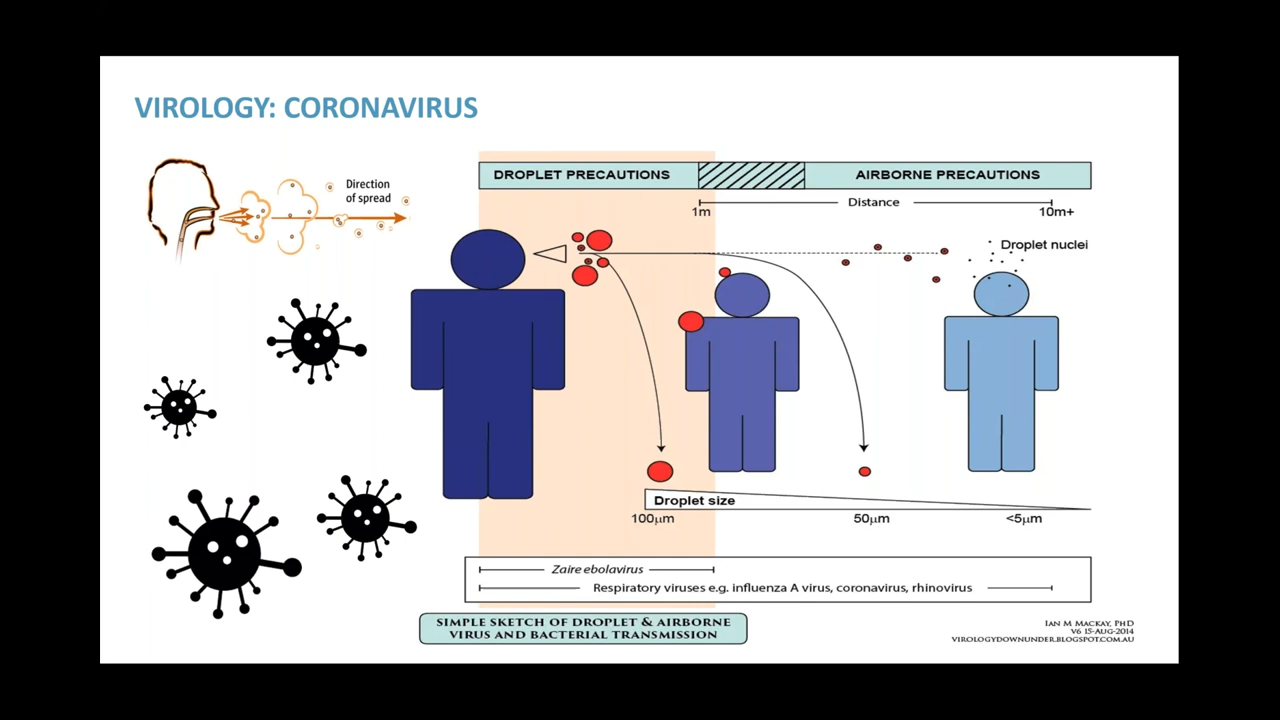 VIROLOGY: CORONAVIRUS
Direction
of spread
DROPLET PRECAUTIONS
AIRBORNE PRECAUTIONS
Distance
1m
10m+
Droplet nuclei
Droplet size
100µm
50µm
<5µm
Zaire ebolavirus
Respiratory viruses e.g. influenza A virus, coronavirus, rhinovirus
SIMPLE SKETCH OF DROPLET & AIRBORNE
VIRUS AND BACTERIAL TRANSMISSION
IAN M MACKAY, PHD
V6 15-AUG-2014
VIROLOGYDOWNUNDER.BLOGSPOT.COM.AU